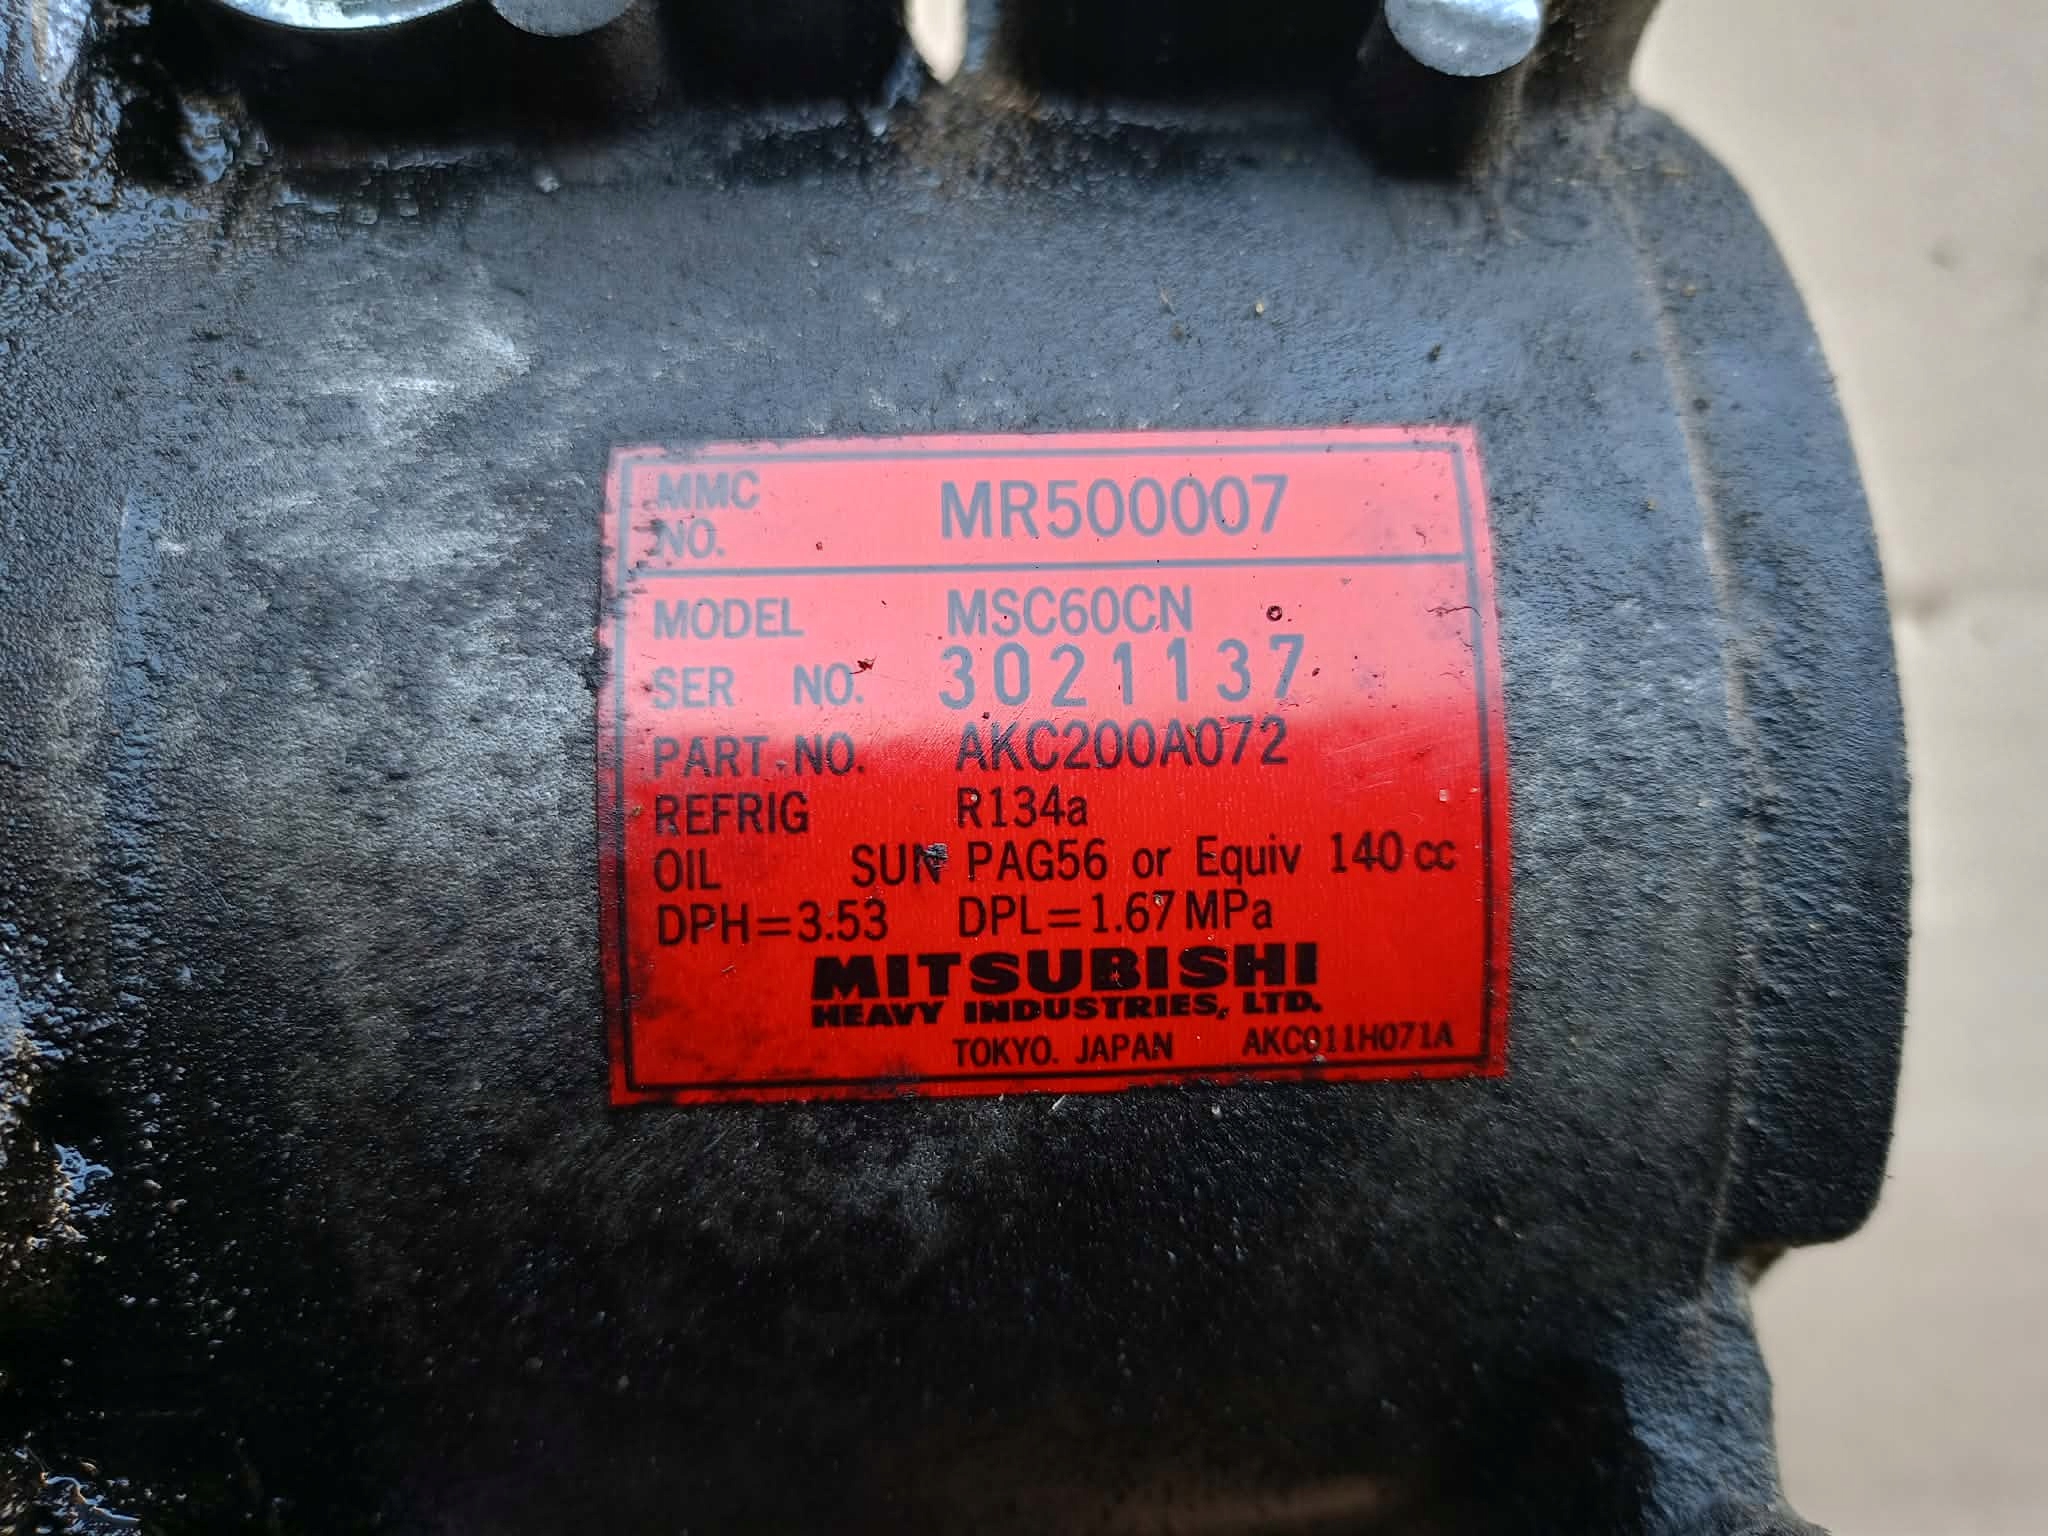 MMC NO. MR500007
MODEL MSC60CN
SER NO. 3021137
PART NO. AKC200A072
REFRIG R134a
OIL SUN PAG56 or Equiv 140 cc
DPH=3.53 DPL=1.67 MPa
MITSUBISHI
HEAVY INDUSTRIES, LTD.
TOKYO. JAPAN AKC011H071A